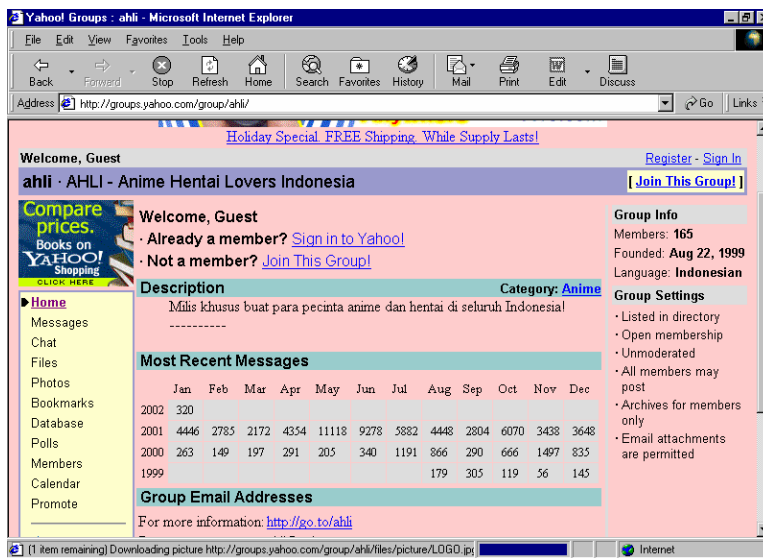 Yahoo! Groups : ahli - Microsoft Internet Explorer
File Edit View Favorites Tools Help
Back Forward Stop Refresh Home Search Favorites History Mail Print Edit Discuss
Address http://groups.yahoo.com/group/ahli/ Go Links
Holiday Special. FREE Shipping. While Supply Lasts!
Welcome, Guest Register - Sign In
ahli · AHLI - Anime Hentai Lovers Indonesia [ Join This Group! ]
Compare
prices.
Books on
YAHOO!
Shopping
CLICK HERE
Home
Messages
Chat
Files
Photos
Bookmarks
Database
Polls
Members
Calendar
Promote
Welcome, Guest
· Already a member? Sign in to Yahoo!
· Not a member? Join This Group!
Description Category: Anime
Milis khusus buat para pecinta anime dan hentai di seluruh Indonesia!
----------
Most Recent Messages
Jan Feb Mar Apr May Jun Jul Aug Sep Oct Nov Dec
2002 320
2001 4446 2785 2172 4354 11118 9278 5882 4448 2804 6070 3438 3648
2000 263 149 197 291 205 340 1191 866 290 666 1497 835
1999 179 305 119 56 145
Group Email Addresses
For more information: http://go.to/ahli
Group Info
Members: 165
Founded: Aug 22, 1999
Language: Indonesian
Group Settings
· Listed in directory
· Open membership
· Unmoderated
· All members may
post
· Archives for members
only
· Email attachments
are permitted
(1 item remaining) Downloading picture http://groups.yahoo.com/group/ahli/files/picture/LOGO.jpg Internet